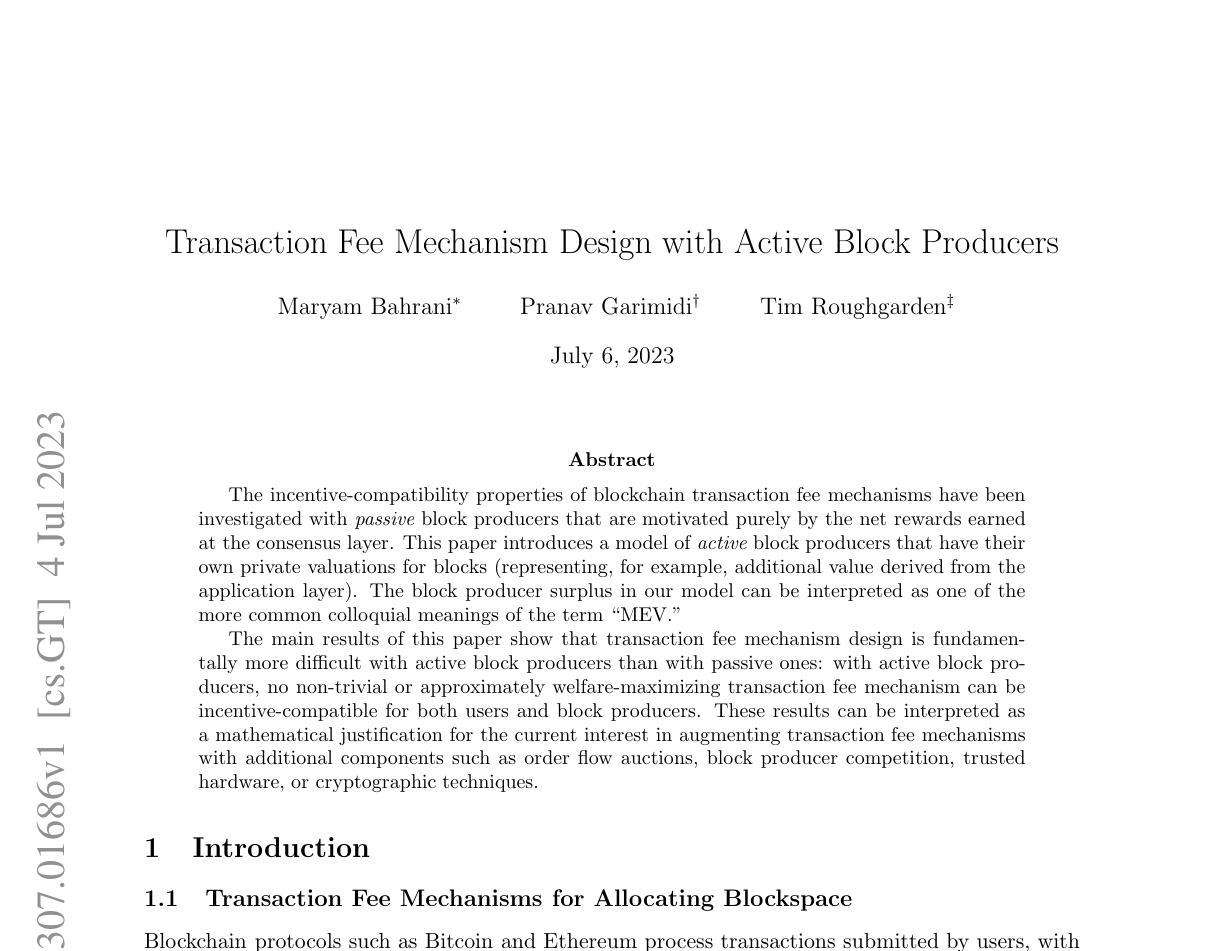 Transaction Fee Mechanism Design with Active Block Producers
Maryam Bahrani* Pranav Garimidi† Tim Roughgarden‡
July 6, 2023
Abstract
The incentive-compatibility properties of blockchain transaction fee mechanisms have been
investigated with passive block producers that are motivated purely by the net rewards earned
at the consensus layer. This paper introduces a model of active block producers that have their
own private valuations for blocks (representing, for example, additional value derived from the
application layer). The block producer surplus in our model can be interpreted as one of the
more common colloquial meanings of the term “MEV.”
The main results of this paper show that transaction fee mechanism design is fundamen-
tally more difficult with active block producers than with passive ones: with active block pro-
ducers, no non-trivial or approximately welfare-maximizing transaction fee mechanism can be
incentive-compatible for both users and block producers. These results can be interpreted as
a mathematical justification for the current interest in augmenting transaction fee mechanisms
with additional components such as order flow auctions, block producer competition, trusted
hardware, or cryptographic techniques.
1 Introduction
1.1 Transaction Fee Mechanisms for Allocating Blockspace
Blockchain protocols such as Bitcoin and Ethereum process transactions submitted by users, with
307.01686v1 [cs.GT] 4 Jul 2023